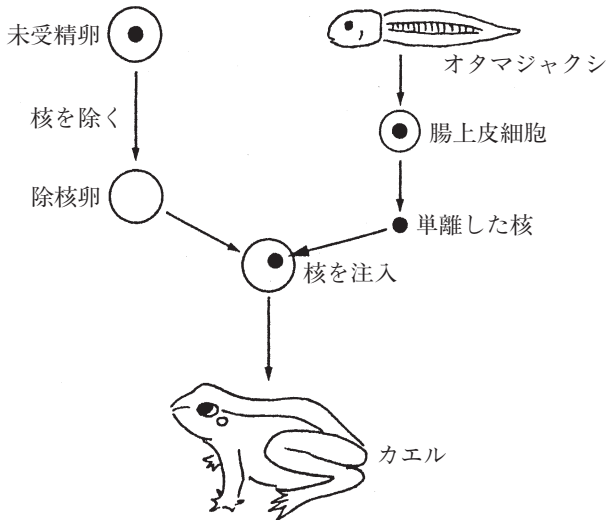 未受精卵
オタマジャクシ
核を除く
腸上皮細胞
除核卵
単離した核
核を注入
カエル